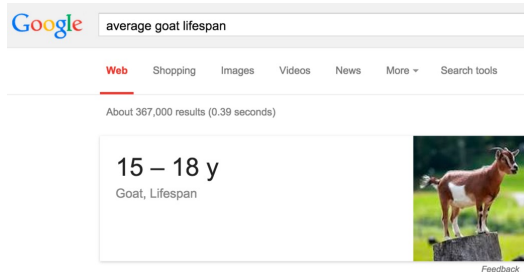 Google average goat lifespan
Web Shopping Images Videos News More Search tools
About 367,000 results (0.39 seconds)
15 – 18 y
Goat, Lifespan
Feedback